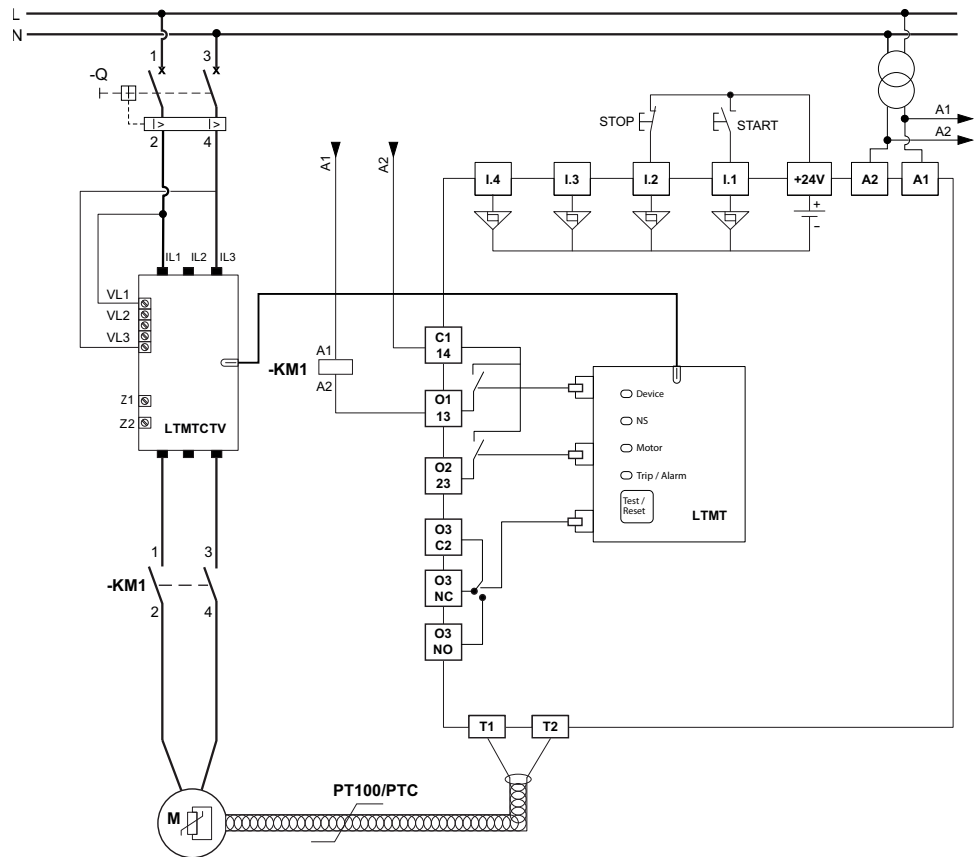 L
N
1
3
-Q
I>
I>
2
4
A1
A2
STOP
START
A1
A2
I.4
I.3
I.2
I.1
+24V
A2
A1
+
–
IL1
IL2
IL3
VL1
VL2
VL3
Z1
Z2
LTMTCTV
-KM1
A1
A2
C1
14
O1
13
O2
23
O3
C2
O3
NC
O3
NO
Device
NS
Motor
Trip / Alarm
Test /
Reset
LTMT
1
3
-KM1
2
4
T1
T2
PT100/PTC
M